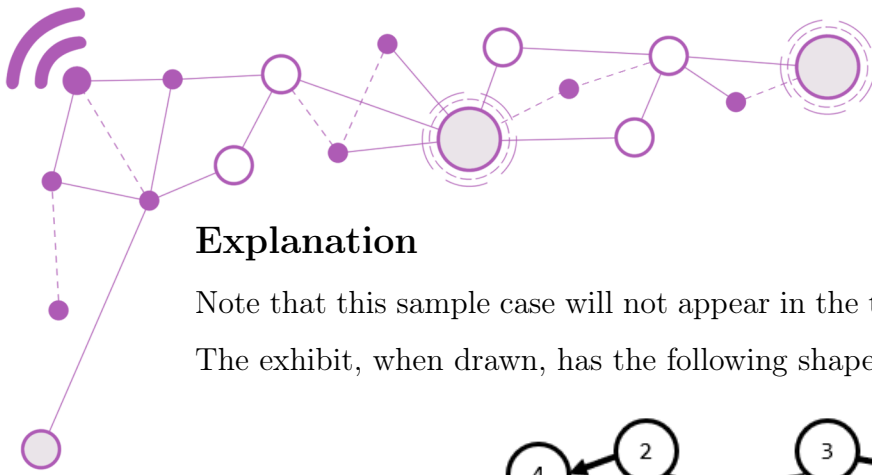 Explanation
Note that this sample case will not appear in the
The exhibit, when drawn, has the following shape
2 3
4